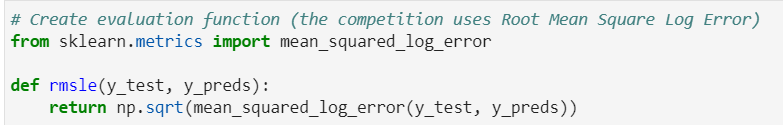 # Create evaluation function (the competition uses Root Mean Square Log Error)
from sklearn.metrics import mean_squared_log_error
def rmsle(y_test, y_preds):
    return np.sqrt(mean_squared_log_error(y_test, y_preds))